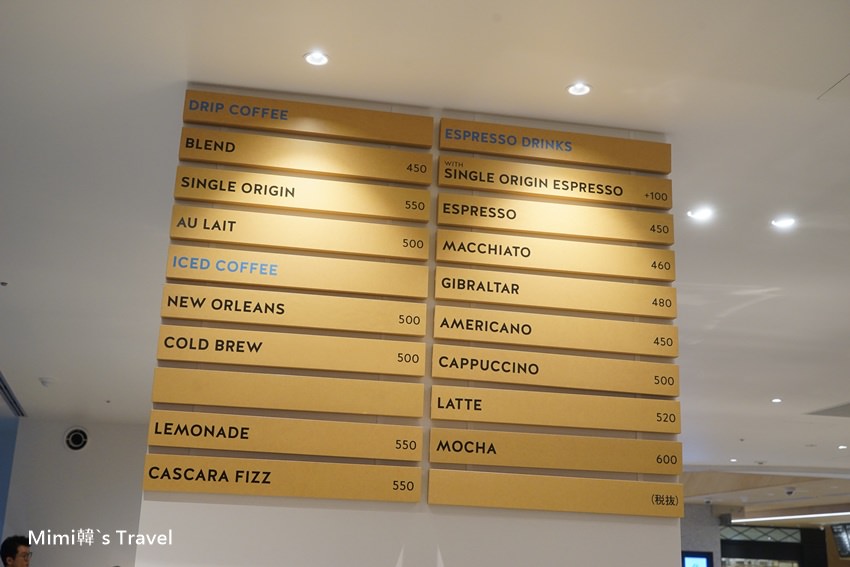 DRIP COFFEE
BLEND 450
SINGLE ORIGIN 550
AU LAIT 500
ICED COFFEE
NEW ORLEANS 500
COLD BREW 500
LEMONADE 550
CASCARA FIZZ 550
ESPRESSO DRINKS
WITH
SINGLE ORIGIN ESPRESSO +100
ESPRESSO 450
MACCHIATO 460
GIBRALTAR 480
AMERICANO 450
CAPPUCCINO 500
LATTE 520
MOCHA 600
(税抜)
Mimi韓`s Travel